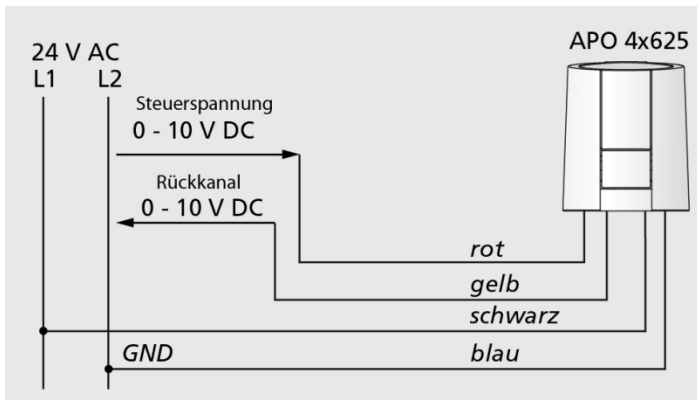 24 V AC
L1 L2
APO 4x625
Steuerspannung
0 - 10 V DC
Rückkanal
0 - 10 V DC
rot
gelb
schwarz
GND blau